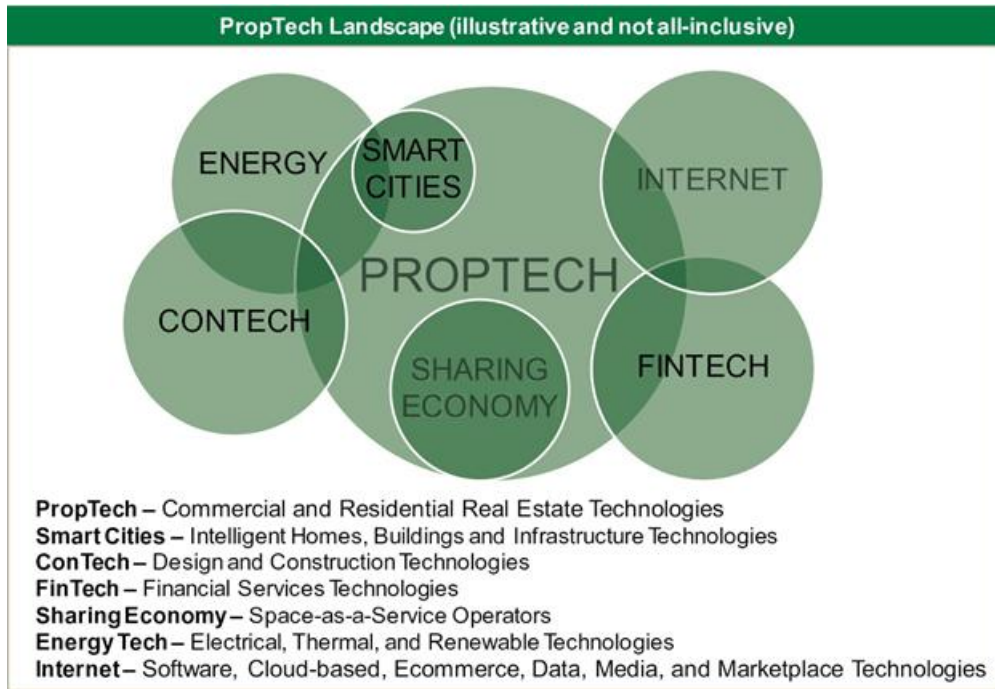 PropTech Landscape (illustrative and not all-inclusive)
ENERGY
SMART
CITIES
INTERNET
PROPTECH
CONTECH
SHARING
ECONOMY
FINTECH
PropTech – Commercial and Residential Real Estate Technologies
Smart Cities – Intelligent Homes, Buildings and Infrastructure Technologies
ConTech – Design and Construction Technologies
FinTech – Financial Services Technologies
Sharing Economy – Space-as-a-Service Operators
Energy Tech – Electrical, Thermal, and Renewable Technologies
Internet – Software, Cloud-based, Ecommerce, Data, Media, and Marketplace Technologies